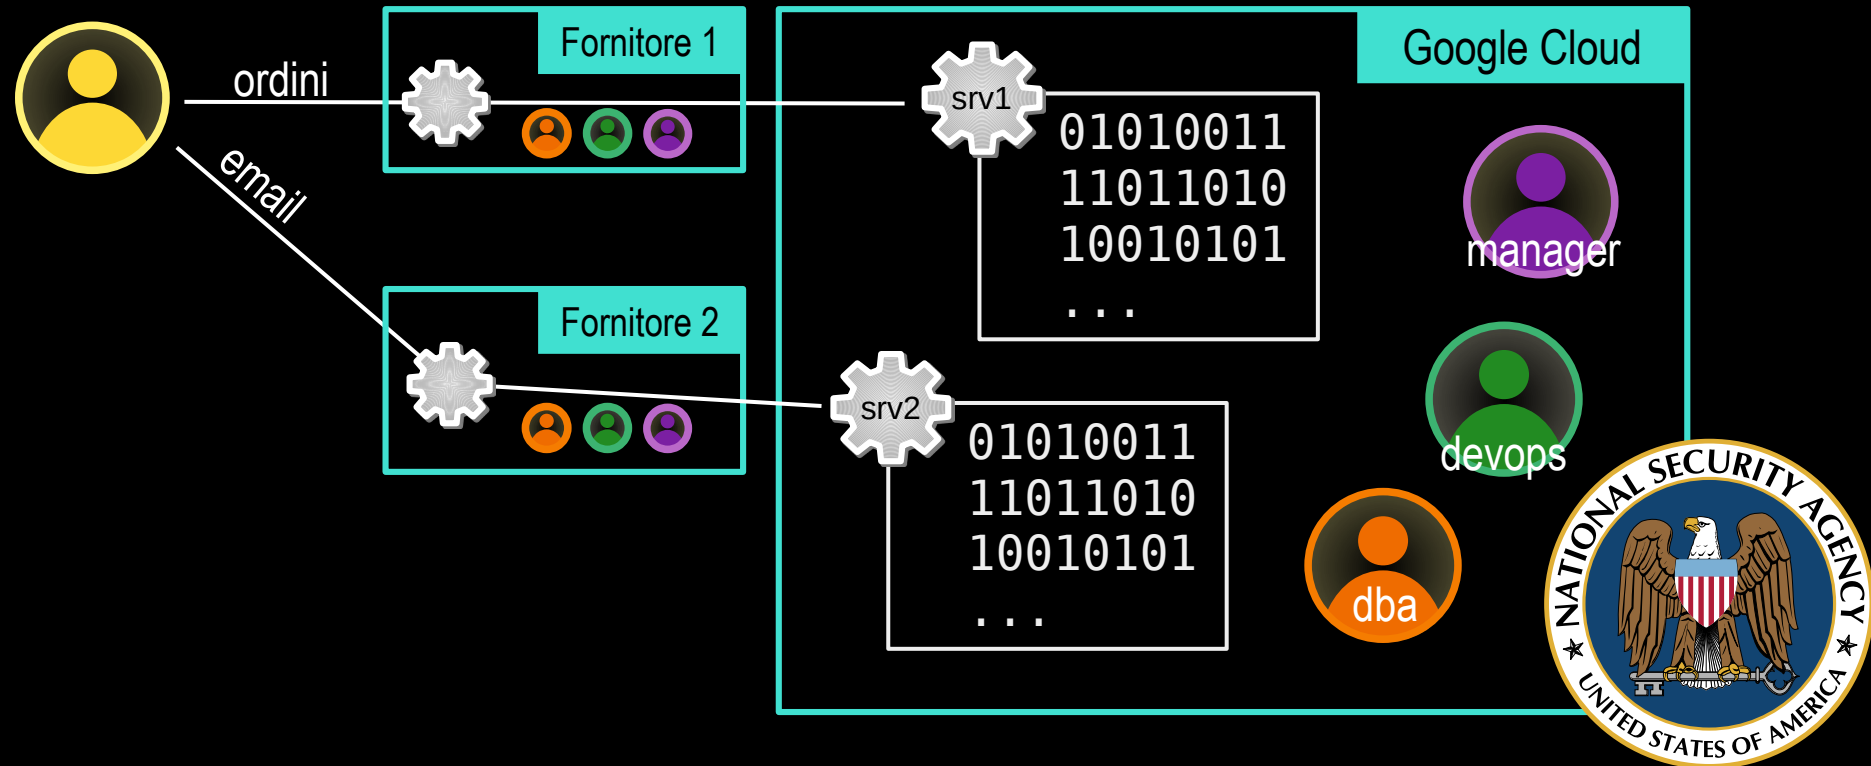 ordini
email
Fornitore 1
Fornitore 2
Google Cloud
srv1
01010011
11011010
10010101
...
srv2
01010011
11011010
10010101
...
manager
devops
dba
NATIONAL SECURITY AGENCY
UNITED STATES OF AMERICA